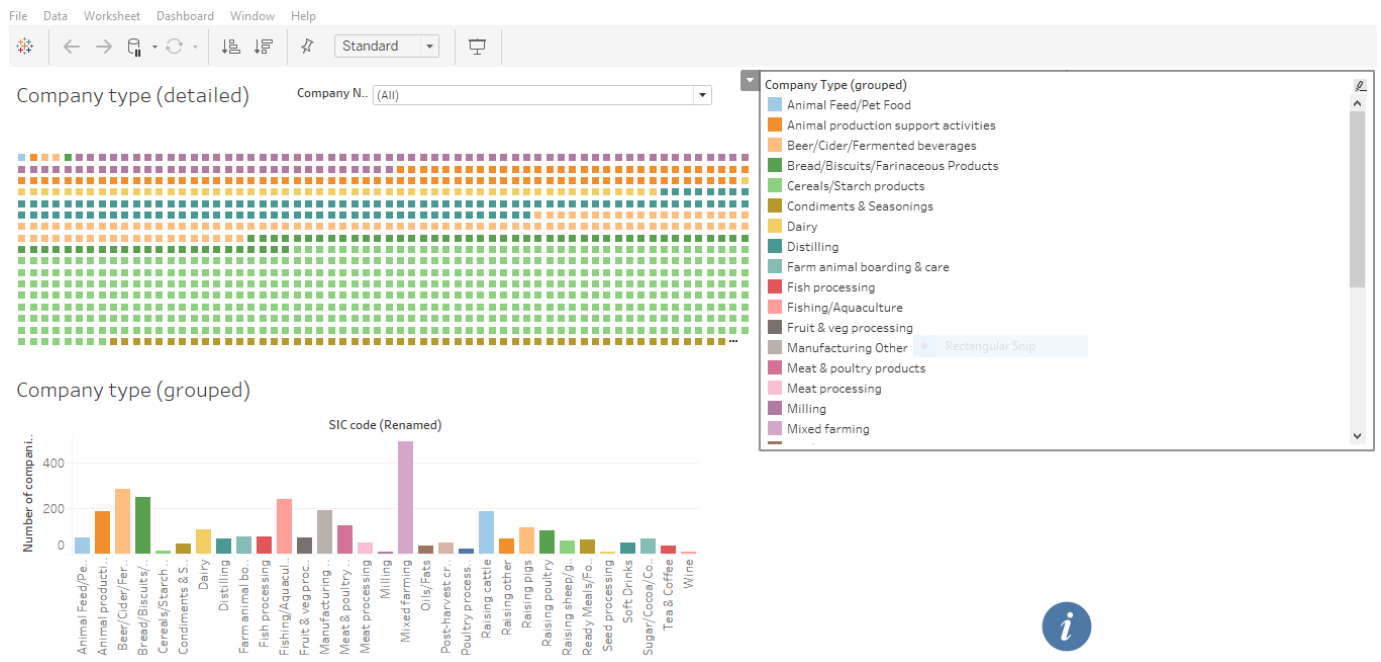 File Data Worksheet Dashboard Window Help
Standard
Company type (detailed)
Company N.. (All)
...
Company Type (grouped)
Animal Feed/Pet Food
Animal production support activities
Beer/Cider/Fermented beverages
Bread/Biscuits/Farinaceous Products
Cereals/Starch products
Condiments & Seasonings
Dairy
Distilling
Farm animal boarding & care
Fish processing
Fishing/Aquaculture
Fruit & veg processing
Manufacturing Other
Rectangular Snip
Meat & poultry products
Meat processing
Milling
Mixed farming
Company type (grouped)
SIC code (Renamed)
Number of compani..
400
200
0
Animal Feed/Pe..
Animal producti..
Beer/Cider/Fer..
Bread/Biscuits/..
Cereals/Starch ..
Condiments & S..
Dairy
Distilling
Farm animal bo..
Fish processing
Fishing/Aquacul..
Fruit & veg proc..
Manufacturing ..
Meat & poultry ..
Meat processing
Milling
Mixed farming
Oils/Fats
Post-harvest cr..
Poultry process..
Raising cattle
Raising other
Raising pigs
Raising poultry
Raising sheep/g..
Ready Meals/Fo..
Seed processing
Soft Drinks
Sugar/Cocoa/Co..
Tea & Coffee
Wine
i